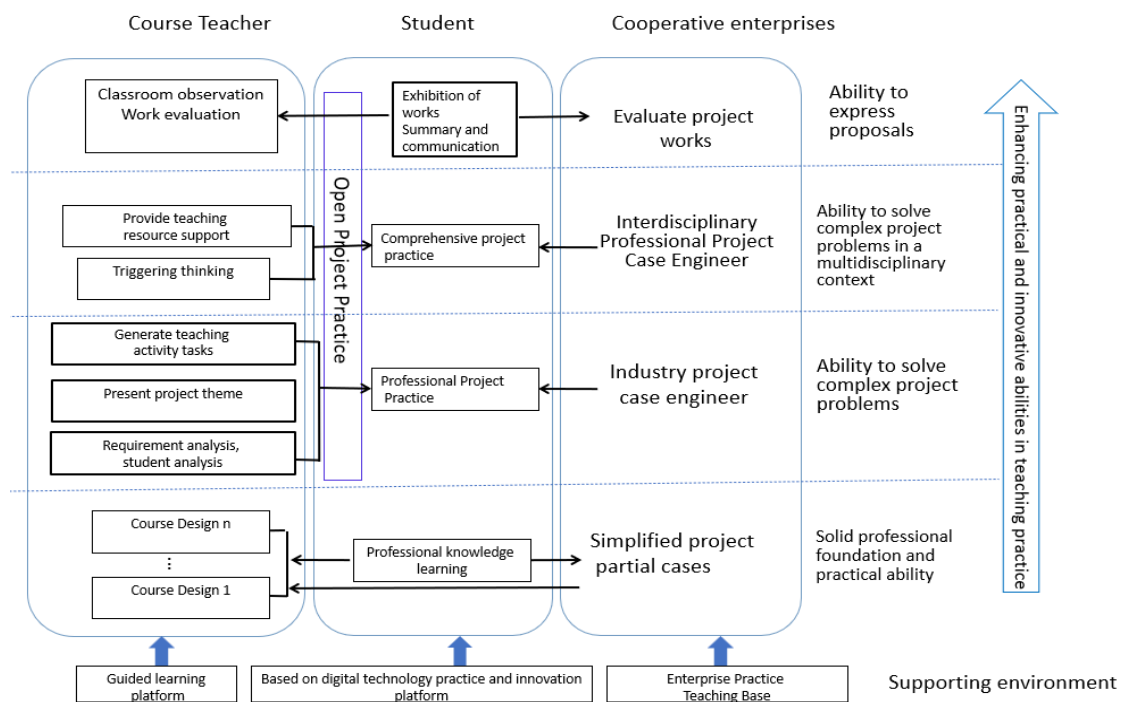 Course Teacher
Student
Cooperative enterprises
Classroom observation
Work evaluation
Exhibition of
works
Summary and
communication
Evaluate project
works
Ability to
express
proposals
Open Project Practice
Enhancing practical and innovative abilities in teaching practice
Provide teaching
resource support
Triggering thinking
Comprehensive project
practice
Interdisciplinary
Professional Project
Case Engineer
Ability to solve
complex project
problems in a
multidisciplinary
context
Generate teaching
activity tasks
Present project theme
Requirement analysis,
student analysis
Professional Project
Practice
Industry project
case engineer
Ability to solve
complex project
problems
Course Design n
...
Course Design 1
Professional knowledge
learning
Simplified project
partial cases
Solid professional
foundation and
practical ability
Guided learning
platform
Based on digital technology practice and innovation
platform
Enterprise Practice
Teaching Base
Supporting environment